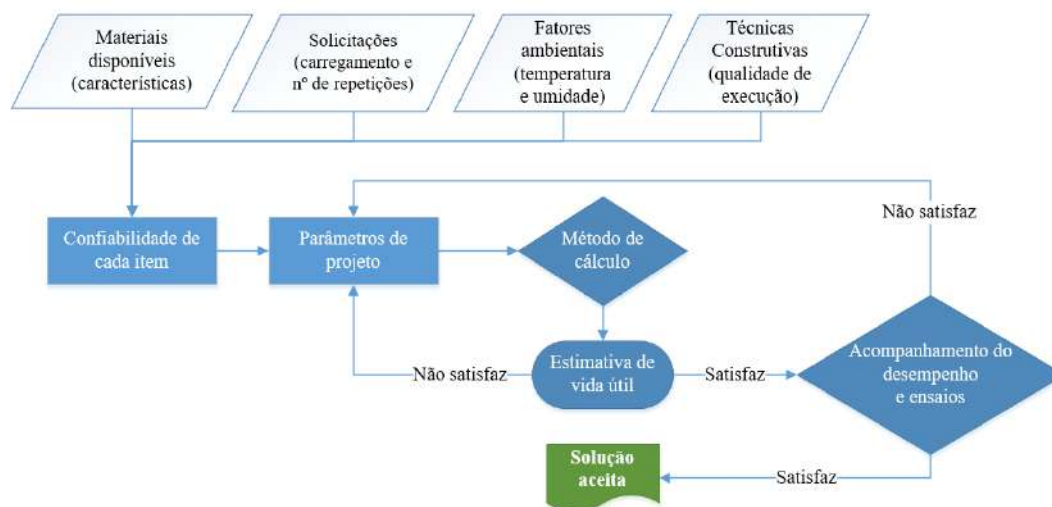 Materiais
disponíveis
(características)
Solicitações
(carregamento e
nº de repetições)
Fatores
ambientais
(temperatura
e umidade)
Técnicas
Construtivas
(qualidade de
execução)
Não satisfaz
Confiabilidade de
cada item
Parâmetros de
projeto
Método de
cálculo
Não satisfaz
Estimativa de
vida útil
Satisfaz
Acompanhamento do
desempenho
e ensaios
Solução
aceita
Satisfaz